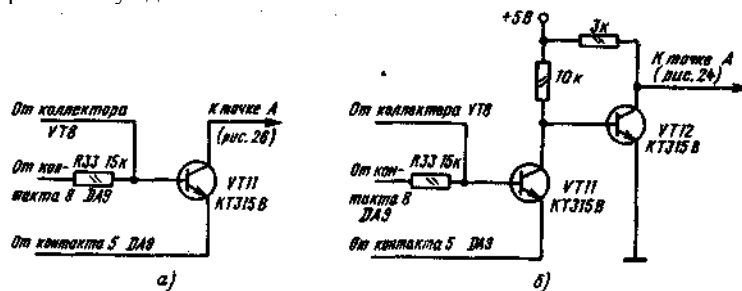 От коллектора
VT8
К точке А
(рис. 26)
От кон-
такта 8 DA9
R33 15к
VT11
КТ315В
От контакта 5 DA9
а)
+5В
3к
10к
К точке А
(рис. 24)
От коллектора VT8
VT12
КТ315В
От кон-
такта 8
DA9
R33 15к
VT11
КТ315В
От контакта 5 DA9
б)